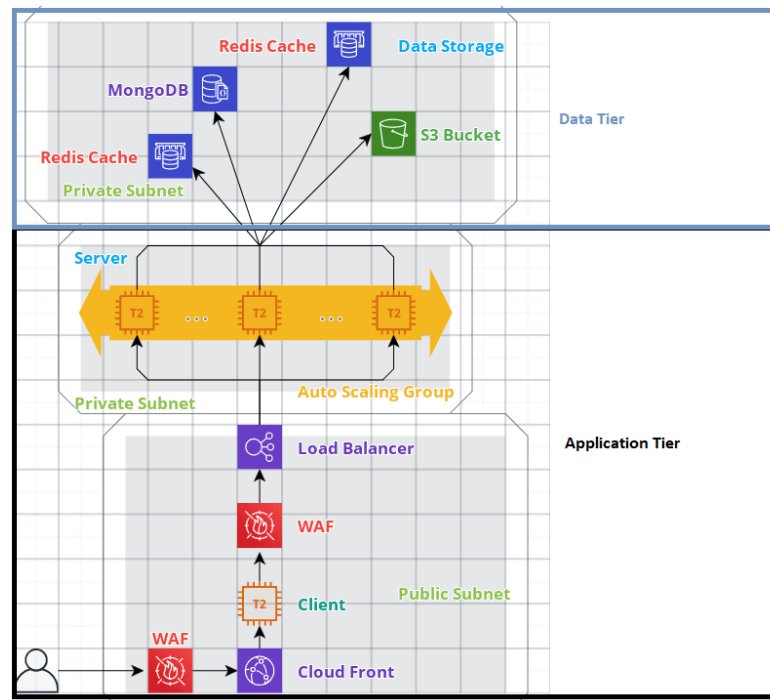 Redis Cache
Data Storage
MongoDB
Data Tier
S3 Bucket
Redis Cache
Private Subnet
Server
T2
...
T2
...
T2
Auto Scaling Group
Private Subnet
Application Tier
Load Balancer
WAF
Public Subnet
T2
Client
WAF
Cloud Front